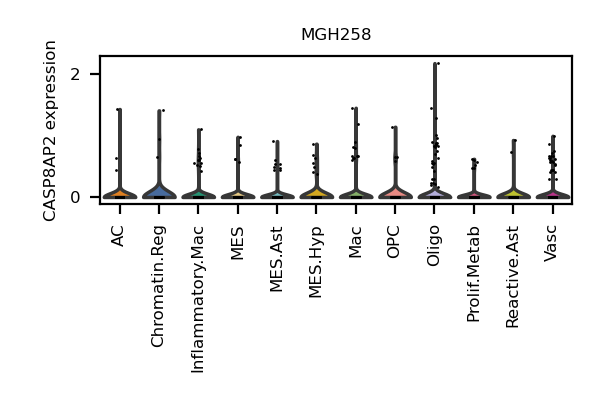 MGH258
CASP8AP2 expression
2
0
AC
Chromatin.Reg
Inflammatory.Mac
MES
MES.Ast
MES.Hyp
Mac
OPC
Oligo
Prolif.Metab
Reactive.Ast
Vasc